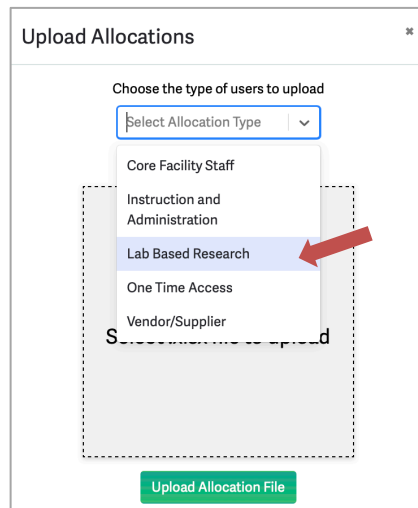 Upload Allocations
×
Choose the type of users to upload
Select Allocation Type
Core Facility Staff
Instruction and
Administration
Lab Based Research
One Time Access
Vendor/Supplier
to upload
Upload Allocation File